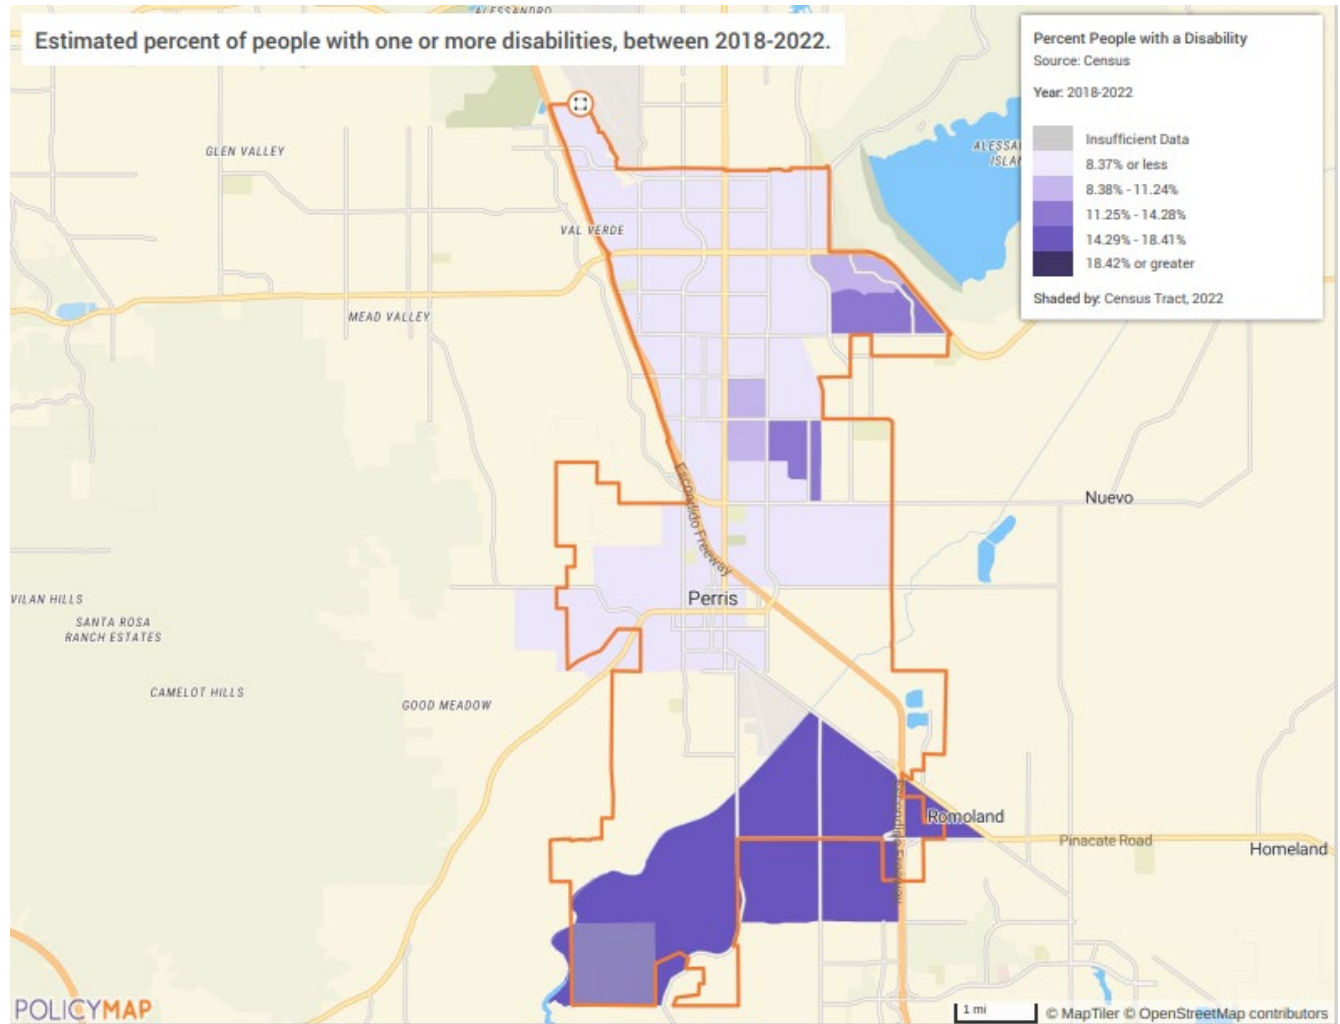 ALESSANDRO
Estimated percent of people with one or more disabilities, between 2018-2022.
Percent People with a Disability
Source: Census
Year: 2018-2022
Insufficient Data
8.37% or less
8.38% - 11.24%
11.25% - 14.28%
14.29% - 18.41%
18.42% or greater
Shaded by: Census Tract, 2022
GLEN VALLEY
VAL VERDE
MEAD VALLEY
Escondido Freeway
Nuevo
Perris
SANTA ROSA
RANCH ESTATES
CAMELOT HILLS
GOOD MEADOW
Romoland
Pinacate Road
Homeland
POLICYMAP
1 mi
© MapTiler © OpenStreetMap contributors